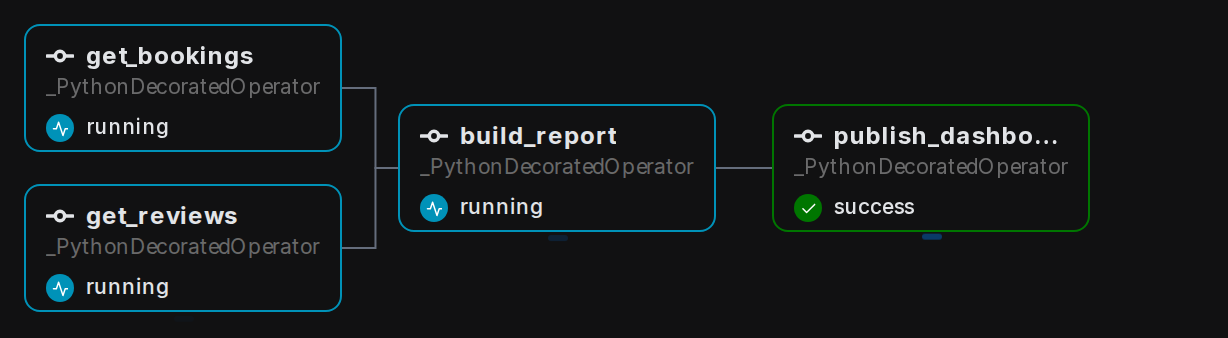 get_bookings
_PythonDecoratedOperator
running
get_reviews
_PythonDecoratedOperator
running
build_report
_PythonDecoratedOperator
running
publish_dashbo...
_PythonDecoratedOperator
success